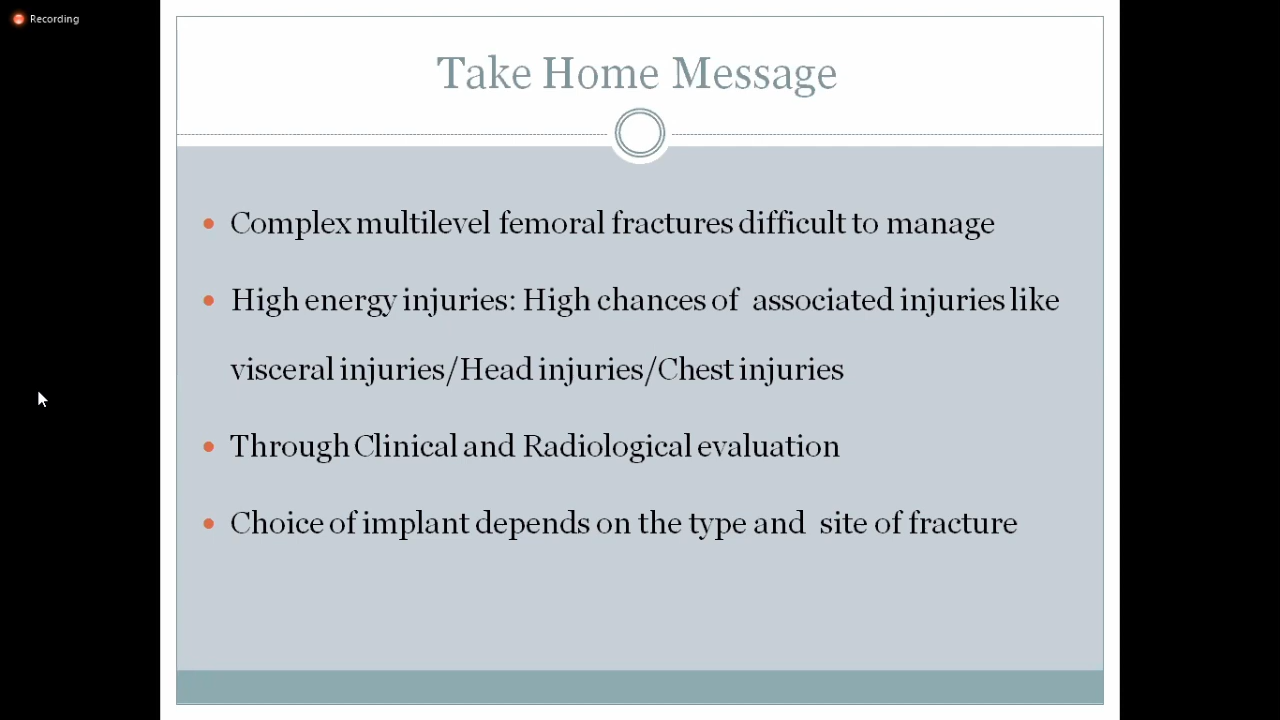 Recording
Take Home Message
• Complex multilevel femoral fractures difficult to manage
• High energy injuries: High chances of associated injuries like
visceral injuries/Head injuries/Chest injuries
• Through Clinical and Radiological evaluation
• Choice of implant depends on the type and site of fracture